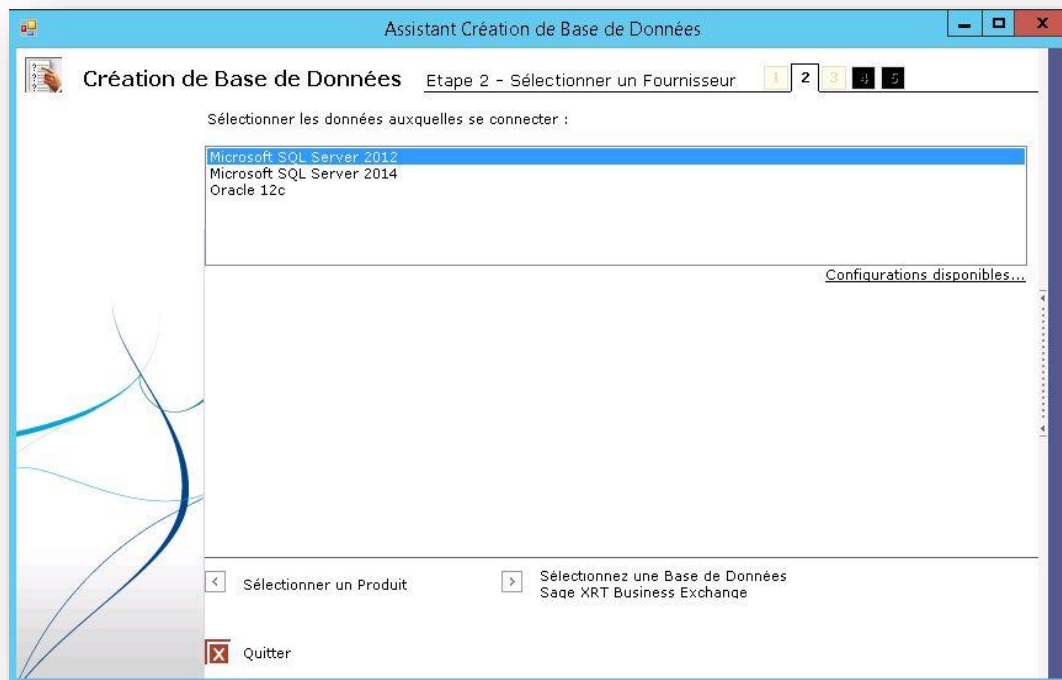 Assistant Création de Base de Données
Création de Base de Données Etape 2 - Sélectionner un Fournisseur 1 2 3 4 5
Sélectionner les données auxquelles se connecter :
Microsoft SQL Server 2012
Microsoft SQL Server 2014
Oracle 12c
Configurations disponibles...
Sélectionner un Produit
Sélectionnez une Base de Données
Sage XRT Business Exchange
Quitter